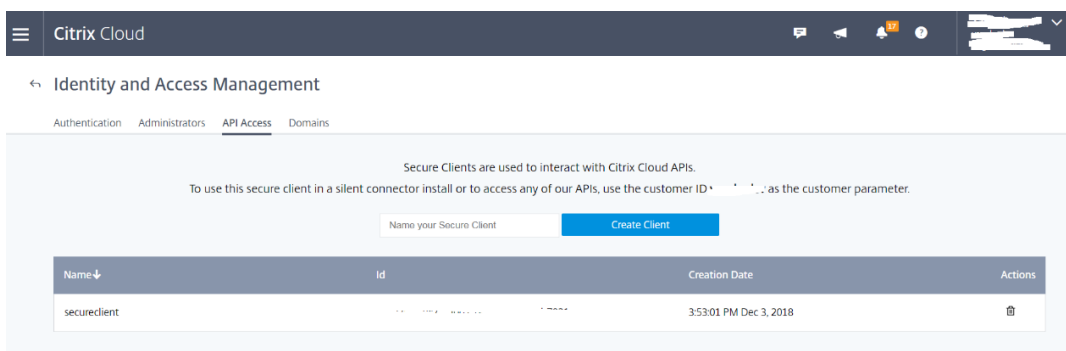 Citrix Cloud
17
Identity and Access Management
Authentication Administrators API Access Domains
Secure Clients are used to interact with Citrix Cloud APIs.
To use this secure client in a silent connector install or to access any of our APIs, use the customer ID as the customer parameter.
Name your Secure Client Create Client
Name Id Creation Date Actions
secureclient 3:53:01 PM Dec 3, 2018